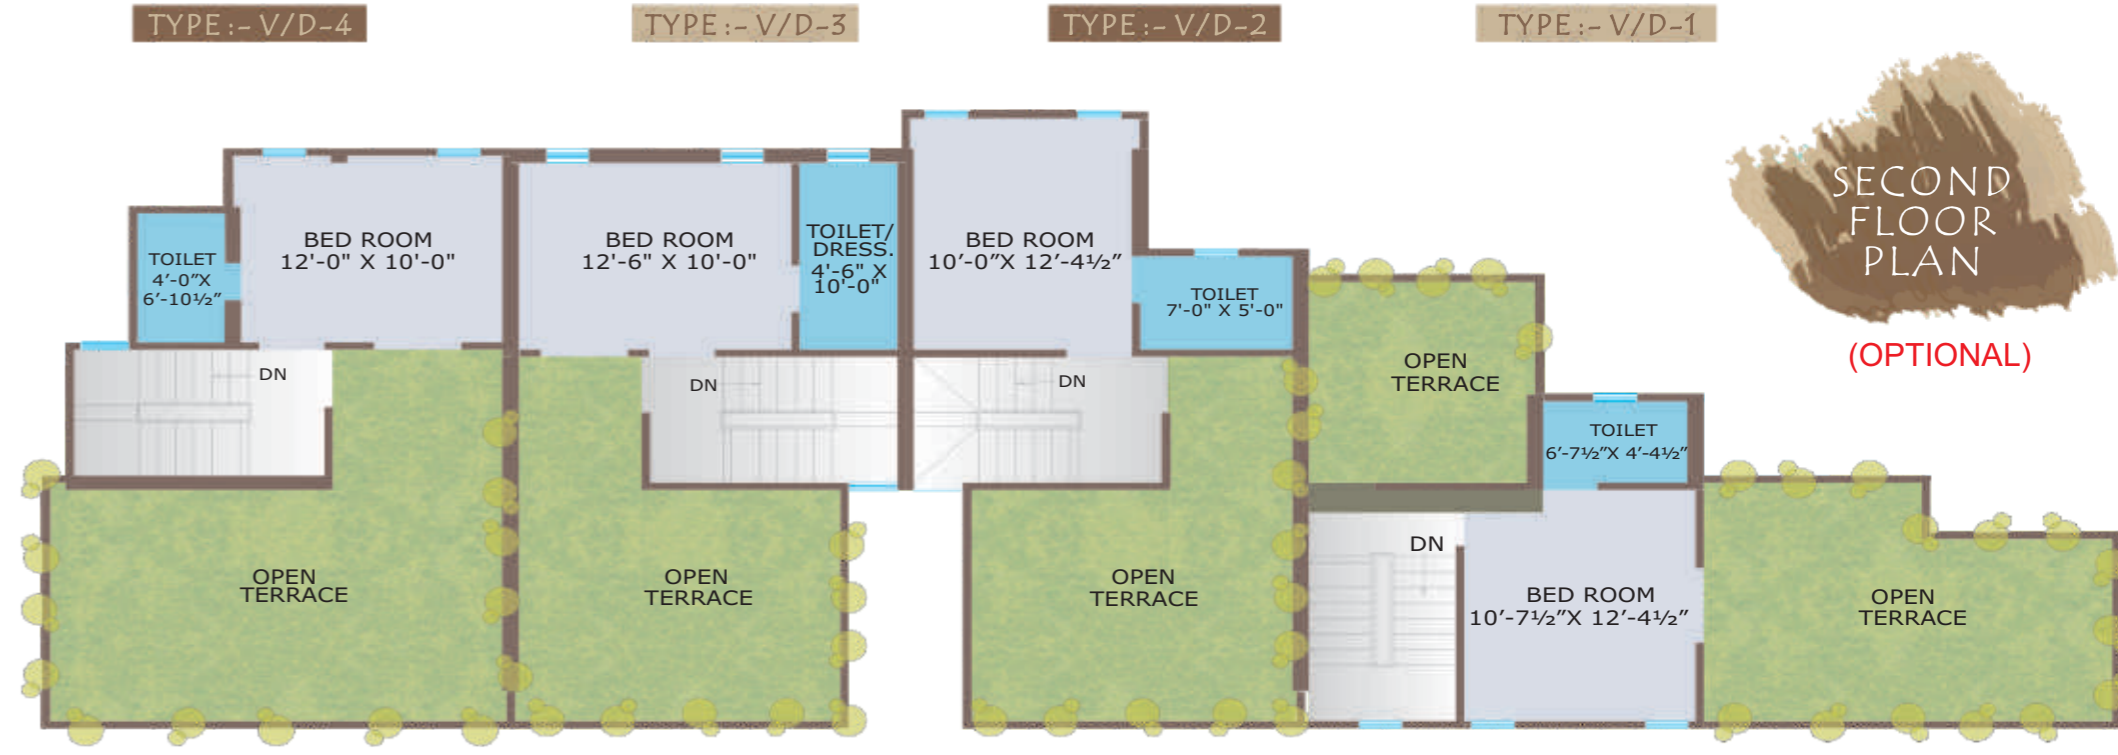 TYPE :- V/D-4
TYPE :- V/D-3
TYPE :- V/D-2
TYPE :- V/D-1
SECOND
FLOOR
PLAN
(OPTIONAL)
TOILET
4'-0"X
6'-10½"
BED ROOM
12'-0" X 10'-0"
DN
OPEN
TERRACE
BED ROOM
12'-6" X 10'-0"
TOILET/
DRESS.
4'-6" X
10'-0"
DN
OPEN
TERRACE
BED ROOM
10'-0"X 12'-4½"
TOILET
7'-0" X 5'-0"
DN
OPEN
TERRACE
OPEN
TERRACE
TOILET
6'-7½"X 4'-4½"
DN
BED ROOM
10'-7½"X 12'-4½"
OPEN
TERRACE